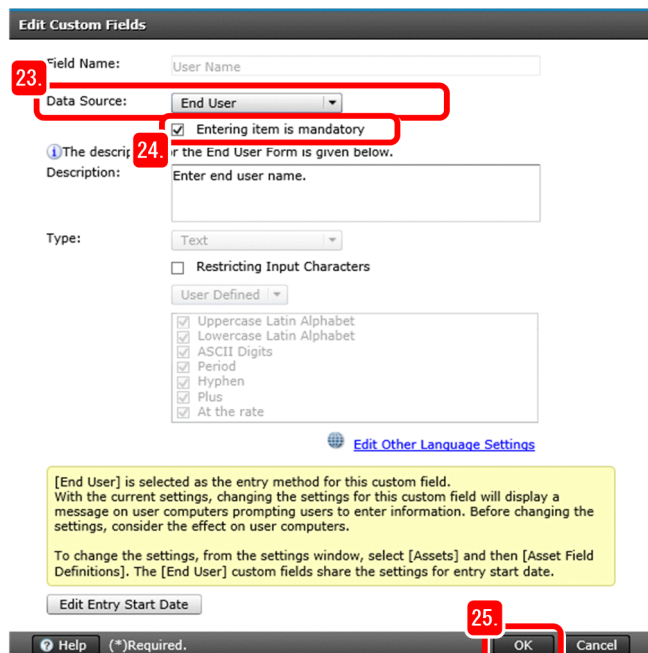 Edit Custom Fields
Field Name:
User Name
23.
Data Source:
End User
Entering item is mandatory
24.
The descrip r the End User Form is given below.
Description:
Enter end user name.
Type:
Text
Restricting Input Characters
User Defined
Uppercase Latin Alphabet
Lowercase Latin Alphabet
ASCII Digits
Period
Hyphen
Plus
At the rate
Edit Other Language Settings
[End User] is selected as the entry method for this custom field.
With the current settings, changing the settings for this custom field will display a
message on user computers prompting users to enter information. Before changing the
settings, consider the effect on user computers.
To change the settings, from the settings window, select [Assets] and then [Asset Field
Definitions]. The [End User] custom fields share the settings for entry start date.
Edit Entry Start Date
25.
Help (*)Required.
OK
Cancel